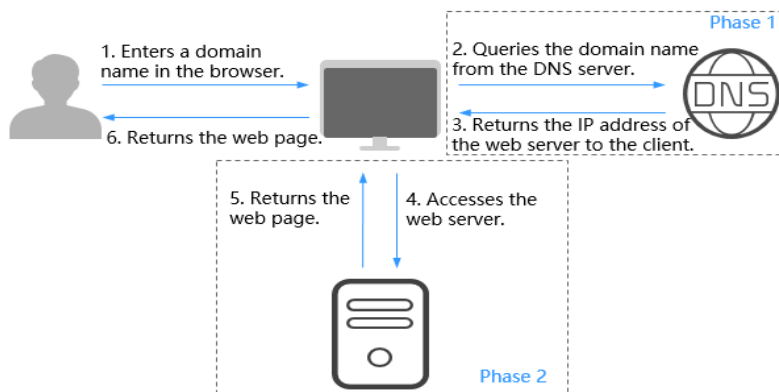 Phase 1
1. Enters a domain
name in the browser.
2. Queries the domain name
from the DNS server.
DNS
3. Returns the IP address of
the web server to the client.
6. Returns the web page.
5. Returns the
web page.
4. Accesses the
web server.
Phase 2